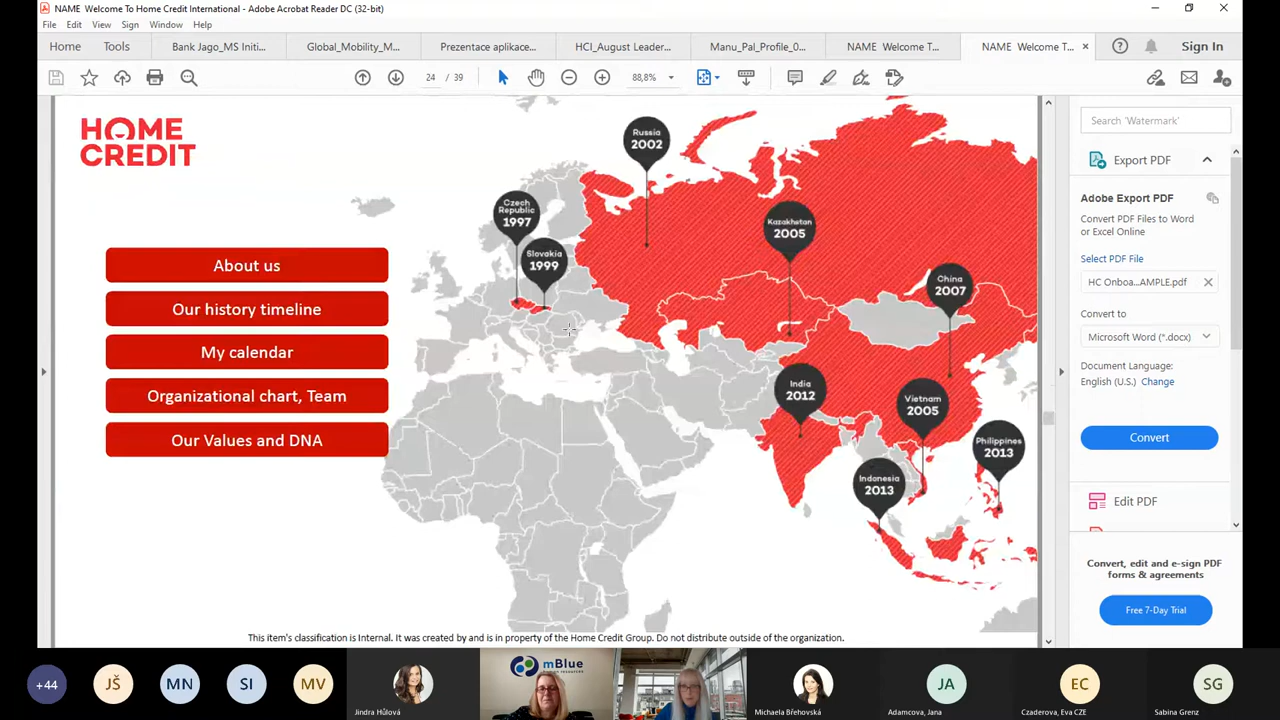 NAME Welcome To Home Credit International - Adobe Acrobat Reader DC (32-bit)
File Edit View Sign Window Help
Home Tools Bank Jago_MS Initi... Global_Mobility_M... Prezentace aplikace... HCI_August Leader... Manu_Pal_Profile_0... NAME Welcome T... NAME Welcome T... Sign In
24 / 39 88,8%
HOME
CREDIT
Russia
2002
Czech
Republic
1997
Slovakia
1999
Kazakhstan
2005
China
2007
India
2012
Vietnam
2005
Philippines
2013
Indonesia
2013
About us
Our history timeline
My calendar
Organizational chart, Team
Our Values and DNA
This item's classification is Internal. It was created by and is in property of the Home Credit Group. Do not distribute outside of the organization.
Search 'Watermark'
Export PDF
Adobe Export PDF
Convert PDF Files to Word
or Excel Online
Select PDF File
HC Onboa...AMPLE.pdf
Convert to
Microsoft Word (*.docx)
Document Language:
English (U.S.) Change
Convert
Edit PDF
Convert, edit and e-sign PDF
forms & agreements
Free 7-Day Trial
+44 JŠ MN SI MV mBlue JA EC SG
Jindra Hůlová Michaela Břehovská Adamcova, Jana Czaderova, Eva CZE Sabina Grenz